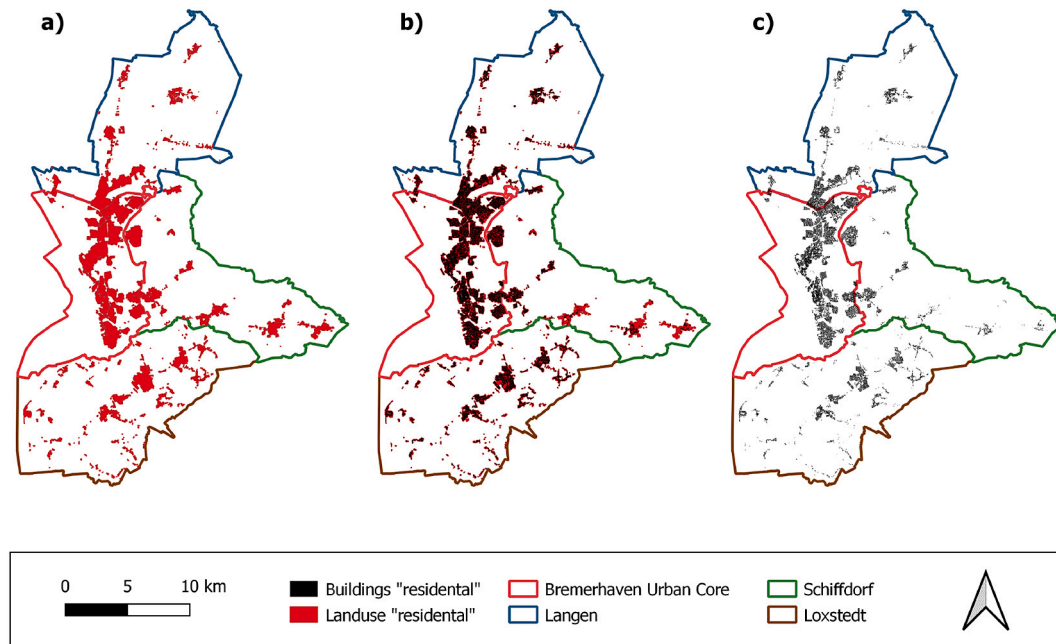 a) b) c)
0 5 10 km
Buildings "residental" Bremerhaven Urban Core Schiffdorf
Landuse "residental" Langen Loxstedt